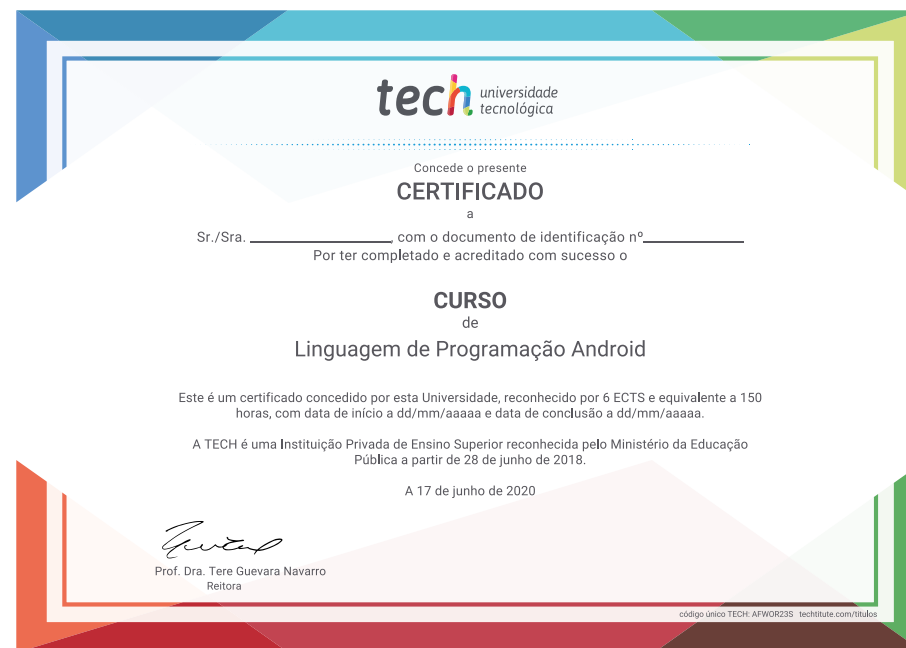 tech universidade
tecnológica
Concede o presente
CERTIFICADO
a
Sr./Sra. , com o documento de identificação nº
Por ter completado e acreditado com sucesso o
CURSO
de
Linguagem de Programação Android
Este é um certificado concedido por esta Universidade, reconhecido por 6 ECTS e equivalente a 150
horas, com data de início a dd/mm/aaaaa e data de conclusão a dd/mm/aaaaa.
A TECH é uma Instituição Privada de Ensino Superior reconhecida pelo Ministério da Educação
Pública a partir de 28 de junho de 2018.
A 17 de junho de 2020
Prof. Dra. Tere Guevara Navarro
Reitora
código único TECH: AFWOR23S techtitute.com/titulos